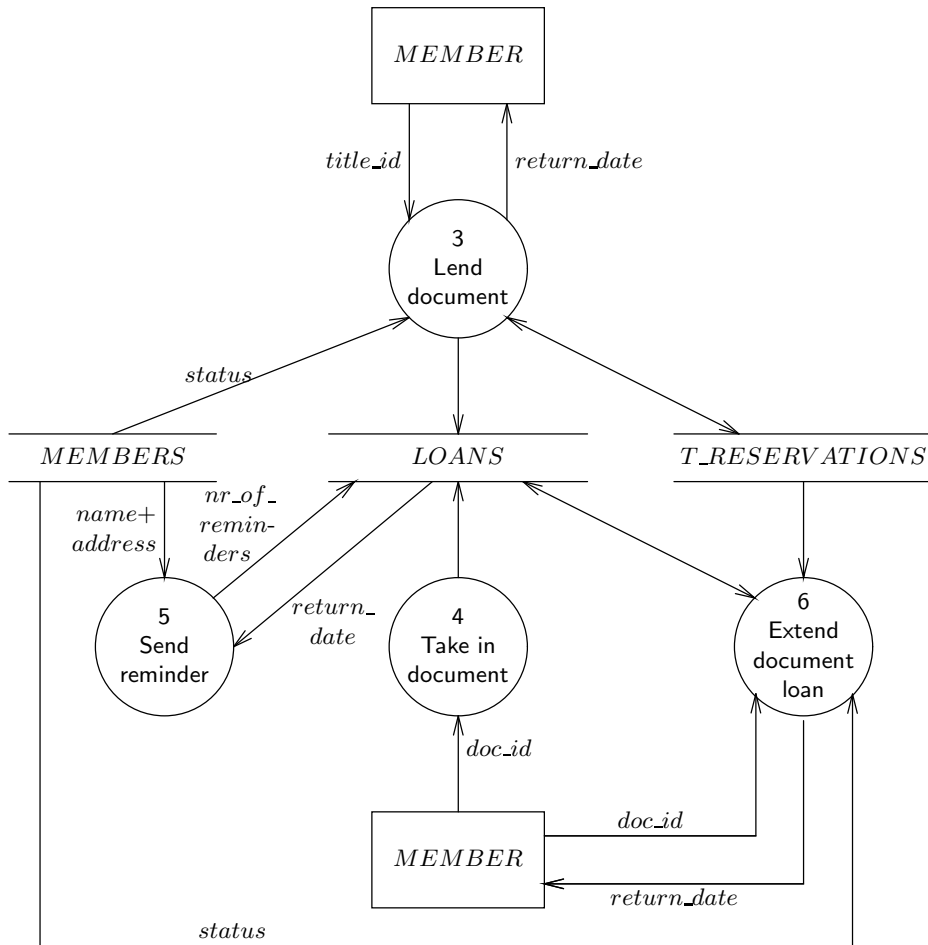 MEMBER
title_id
return_date
3
Lend
document
status
MEMBERS
LOANS
T_RESERVATIONS
name+
address
nr_of_
remin-
ders
return_
date
5
Send
reminder
4
Take in
document
6
Extend
document
loan
doc_id
MEMBER
doc_id
return_date
status